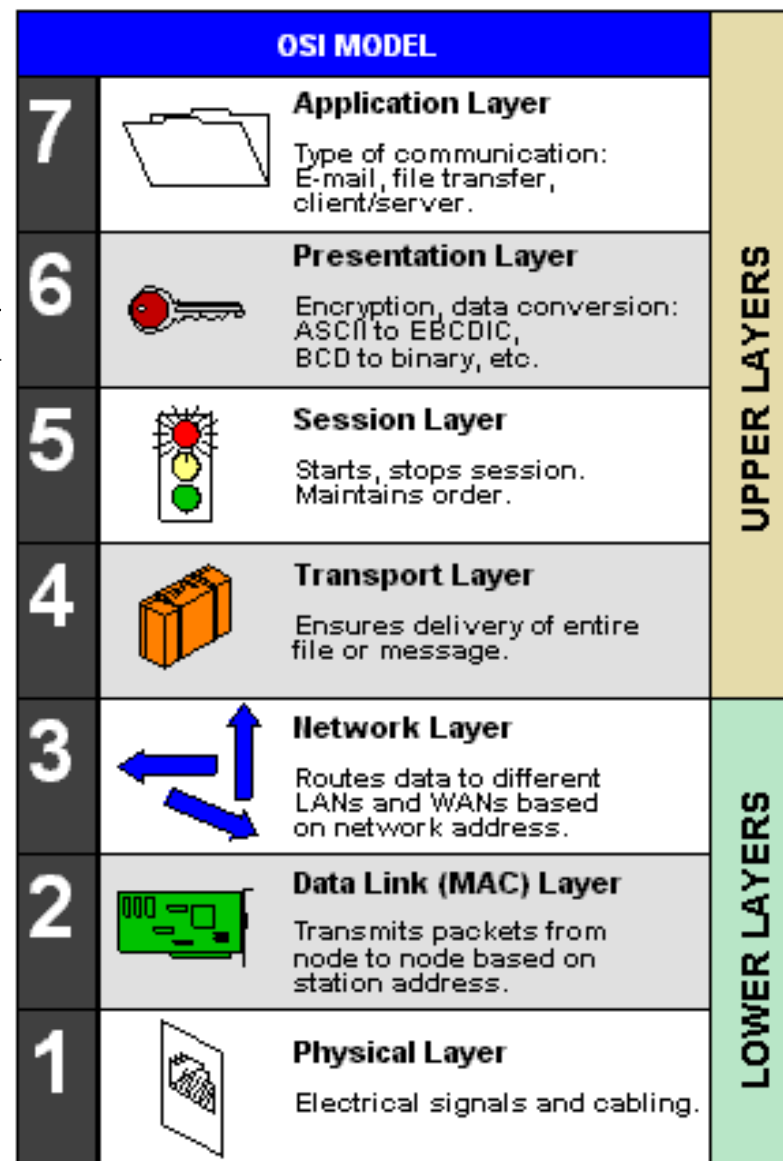 OSI MODEL
7
Application Layer
Type of communication:
E-mail, file transfer,
client/server.
6
Presentation Layer
Encryption, data conversion:
ASCII to EBCDIC,
BCD to binary, etc.
5
Session Layer
Starts, stops session.
Maintains order.
4
Transport Layer
Ensures delivery of entire
file or message.
UPPER LAYERS
3
Network Layer
Routes data to different
LANs and WANs based
on network address.
2
Data Link (MAC) Layer
Transmits packets from
node to node based on
station address.
1
Physical Layer
Electrical signals and cabling.
LOWER LAYERS